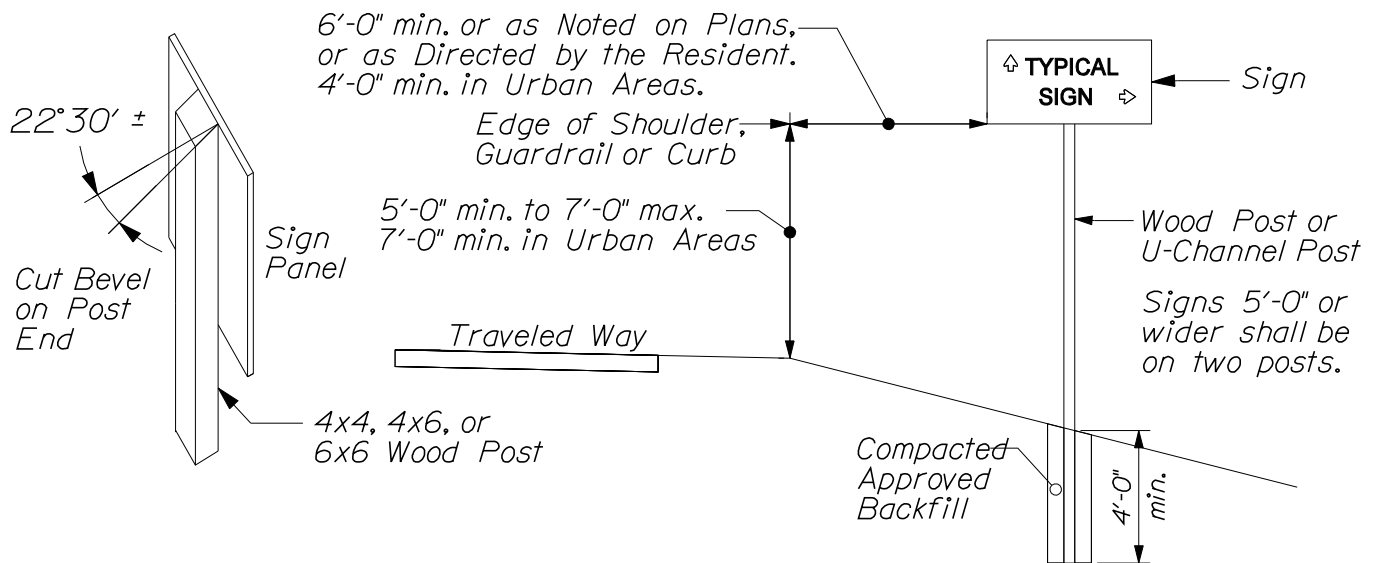 6'-0" min. or as Noted on Plans,
or as Directed by the Resident.
4'-0" min. in Urban Areas.
↑ TYPICAL
SIGN →
Sign
22°30' ±
Edge of Shoulder,
Guardrail or Curb
5'-0" min. to 7'-0" max.
7'-0" min. in Urban Areas
Sign
Panel
Wood Post or
U-Channel Post
Cut Bevel
on Post
End
Signs 5'-0" or
wider shall be
on two posts.
Traveled Way
4x4, 4x6, or
6x6 Wood Post
Compacted
Approved
Backfill
4'-0"
min.